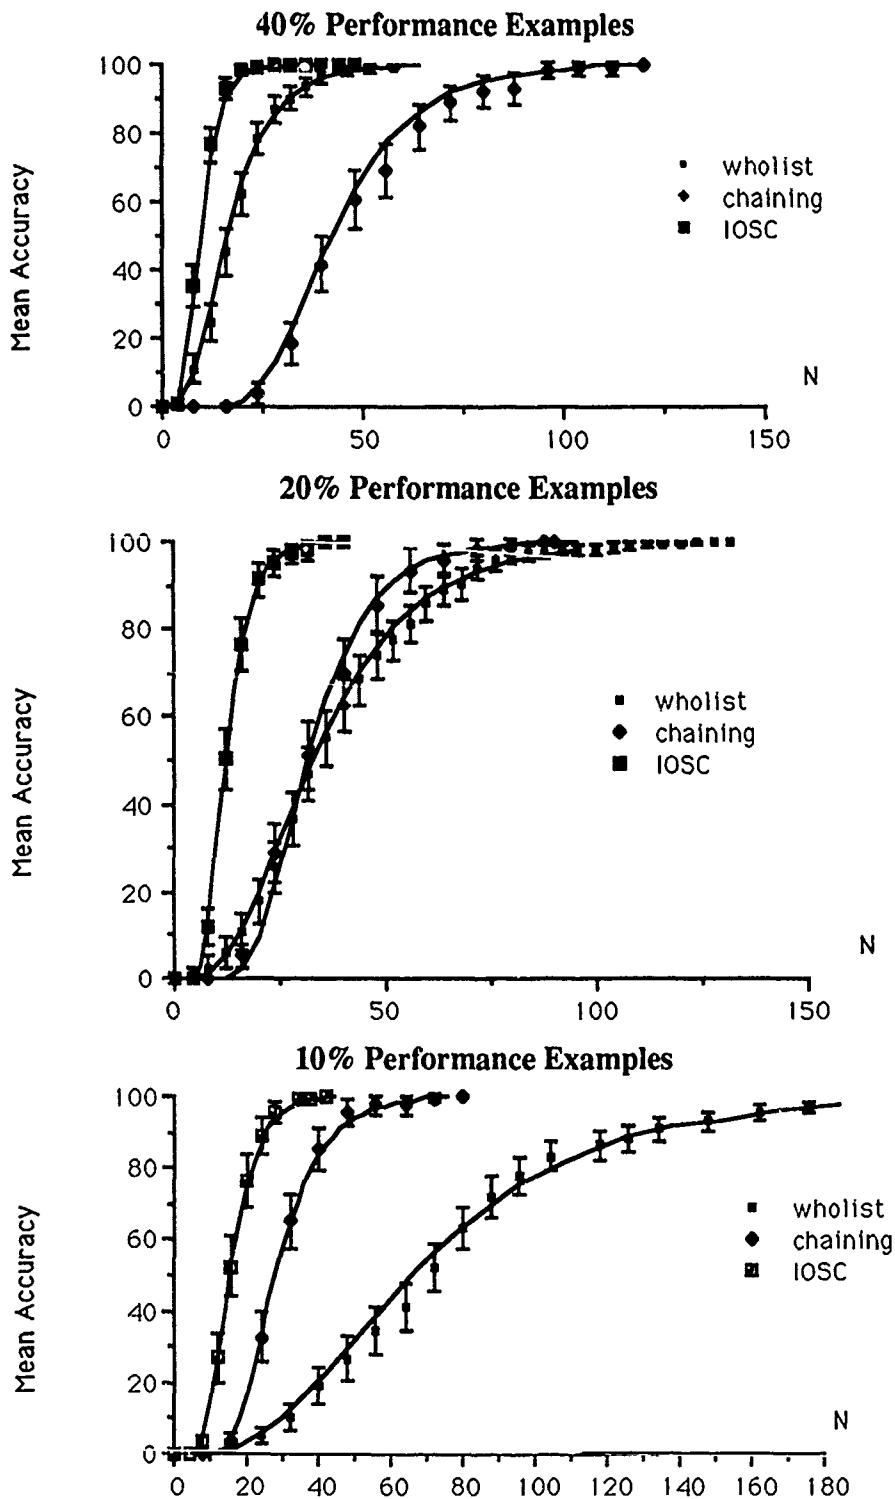 40% Performance Examples
100
80
60
40
20
0
Mean Accuracy
wholist
chaining
IOSC
N
0 50 100 150
20% Performance Examples
100
80
60
40
20
0
Mean Accuracy
wholist
chaining
IOSC
N
0 50 100 150
10% Performance Examples
100
80
60
40
20
0
Mean Accuracy
wholist
chaining
IOSC
N
0 20 40 60 80 100 120 140 160 180